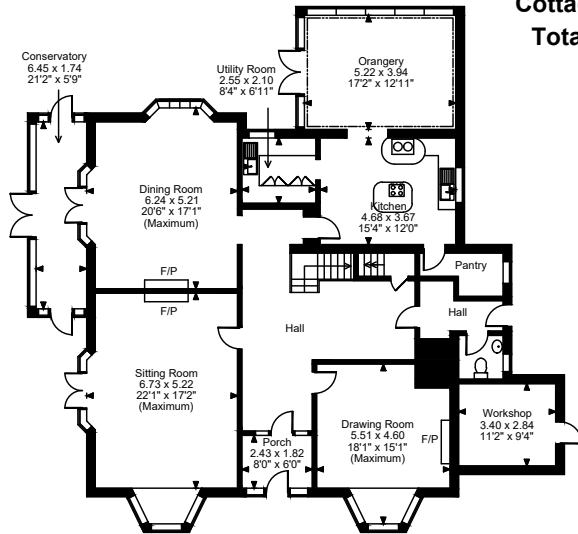 Cottag
Tota
Conservatory
6.45 x 1.74
21'2" x 5'9"
Utility Room
2.55 x 2.10
8'4" x 6'11"
Orangery
5.22 x 3.94
17'2" x 12'11"
Dining Room
6.24 x 5.21
20'6" x 17'1"
(Maximum)
Kitchen
4.68 x 3.67
15'4" x 12'0"
F/P
F/P
Pantry
Hall
Hall
Sitting Room
6.73 x 5.22
22'1" x 17'2"
(Maximum)
Porch
2.43 x 1.82
8'0" x 6'0"
Drawing Room
5.51 x 4.60
18'1" x 15'1"
(Maximum)
F/P
Workshop
3.40 x 2.84
11'2" x 9'4"